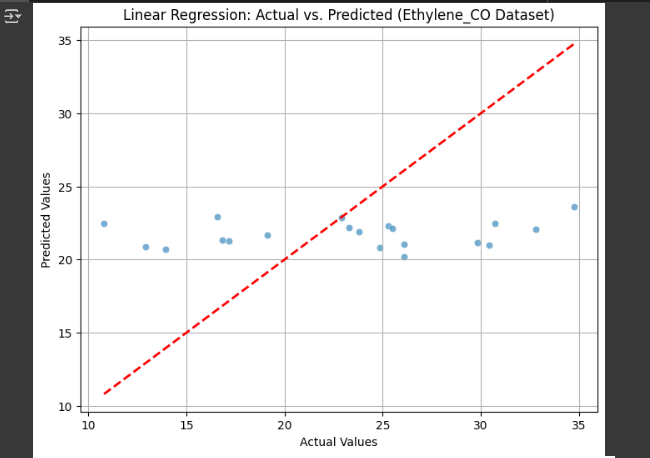 Linear Regression: Actual vs. Predicted (Ethylene_CO Dataset)
35
30
25
20
15
10
Predicted Values
10 15 20 25 30 35
Actual Values